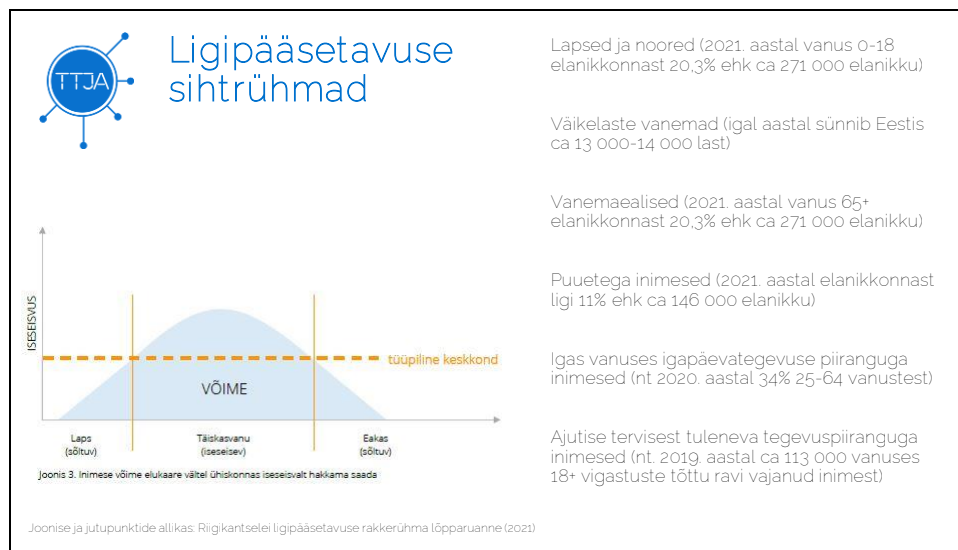 TTJA
Ligipääsetavuse
sihtrühmad
Lapsed ja noored (2021. aastal vanus 0-18
elanikkonnast 20,3% ehk ca 271 000 elanikku)
Väikelaste vanemad (igal aastal sünnib Eestis
ca 13 000-14 000 last)
Vanemaealised (2021. aastal vanus 65+
elanikkonnast 20,3% ehk ca 271 000 elanikku)
Puuetega inimesed (2021. aastal elanikkonnast
ligi 11% ehk ca 146 000 elanikku)
Igas vanuses igapäevategevuse piiranguga
inimesed (nt 2020. aastal 34% 25-64 vanustest)
Ajutise tervisest tuleneva tegevuspiiranguga
inimesed (nt. 2019. aastal ca 113 000 vanuses
18+ vigastuste tõttu ravi vajanud inimest)
ISESEISVUS
tüüpiline keskkond
VÕIME
Laps
(sõltuv)
Täiskasvanu
(iseseisev)
Eakas
(sõltuv)
Joonis 3. Inimese võime elukaare vältel ühiskonnas iseseisvalt hakkama saada
Joonise ja jutupunktide allikas: Riigikantselei ligipääsetavuse rakkerühma lõpparuanne (2021)